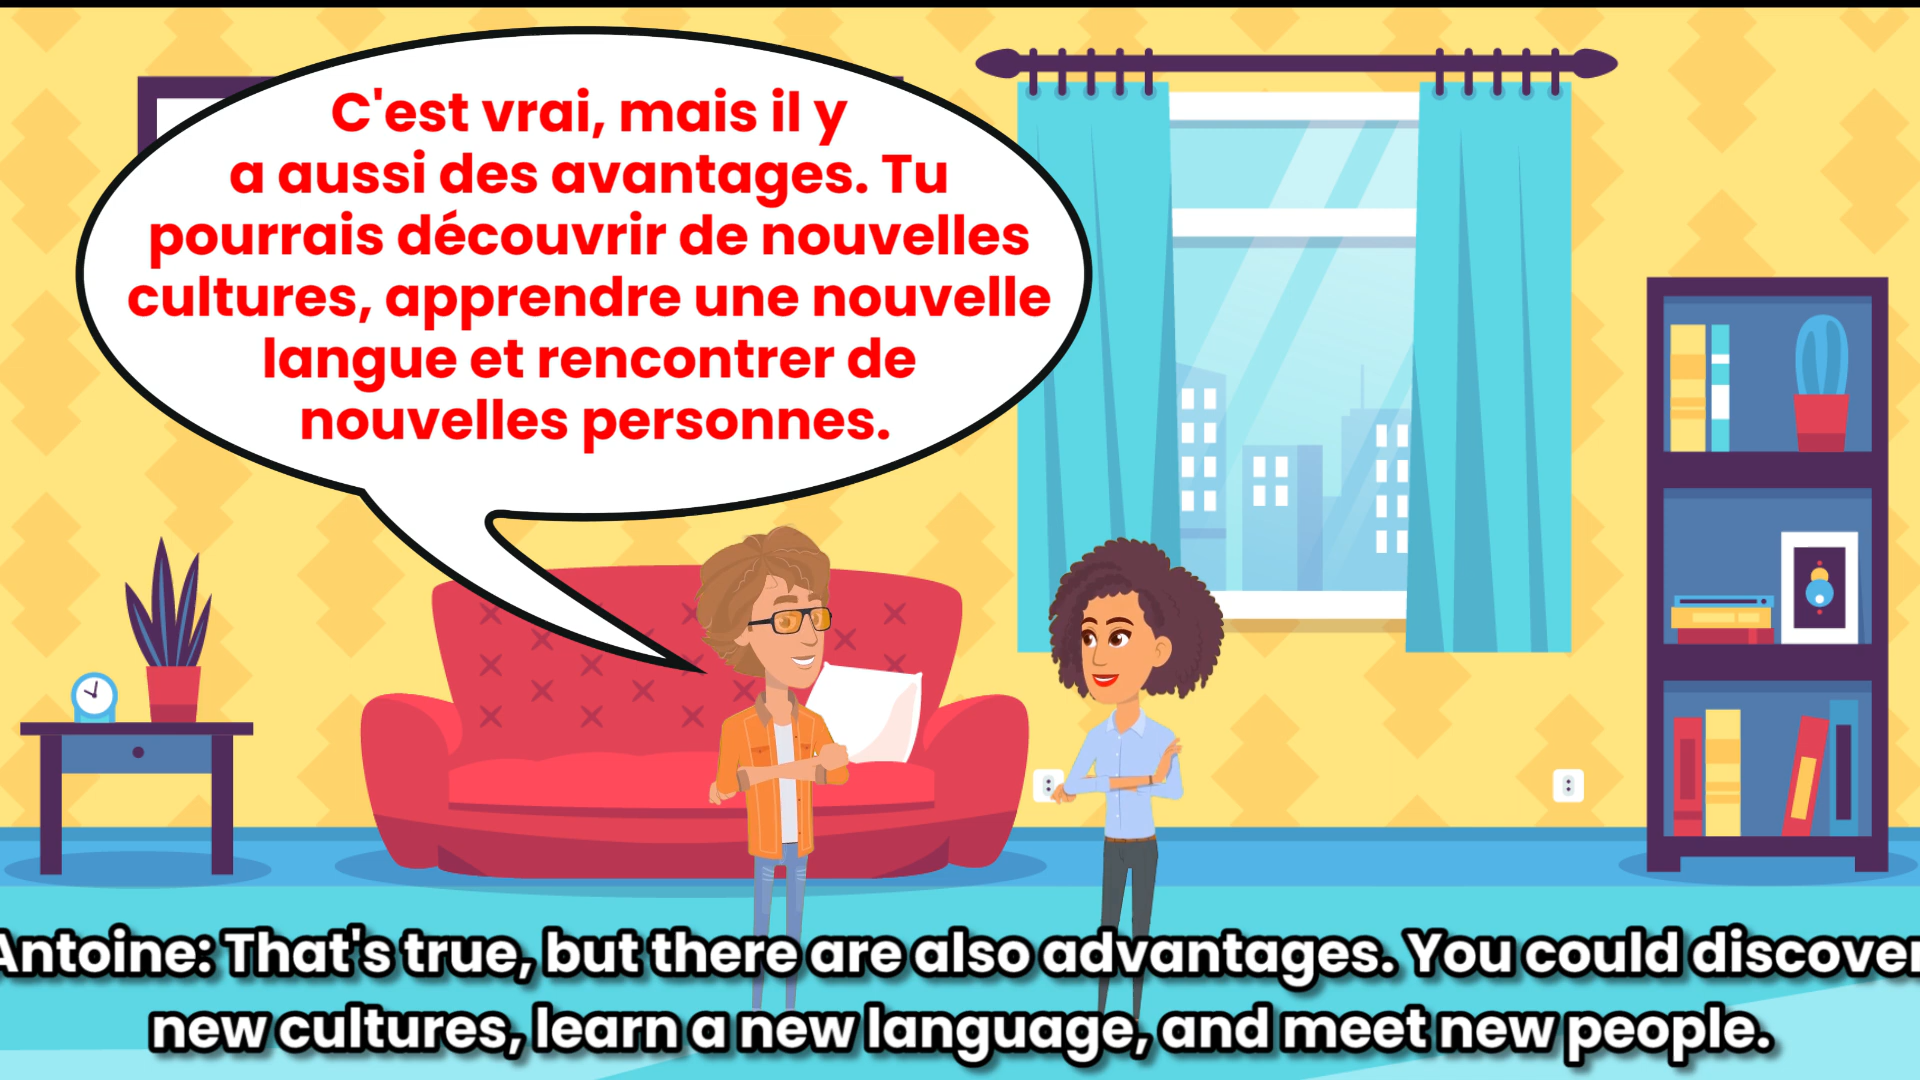 C'est vrai, mais il y
a aussi des avantages. Tu
pourrais découvrir de nouvelles
cultures, apprendre une nouvelle
langue et rencontrer de
nouvelles personnes.
Antoine: That's true, but there are also advantages. You could discover
new cultures, learn a new language, and meet new people.